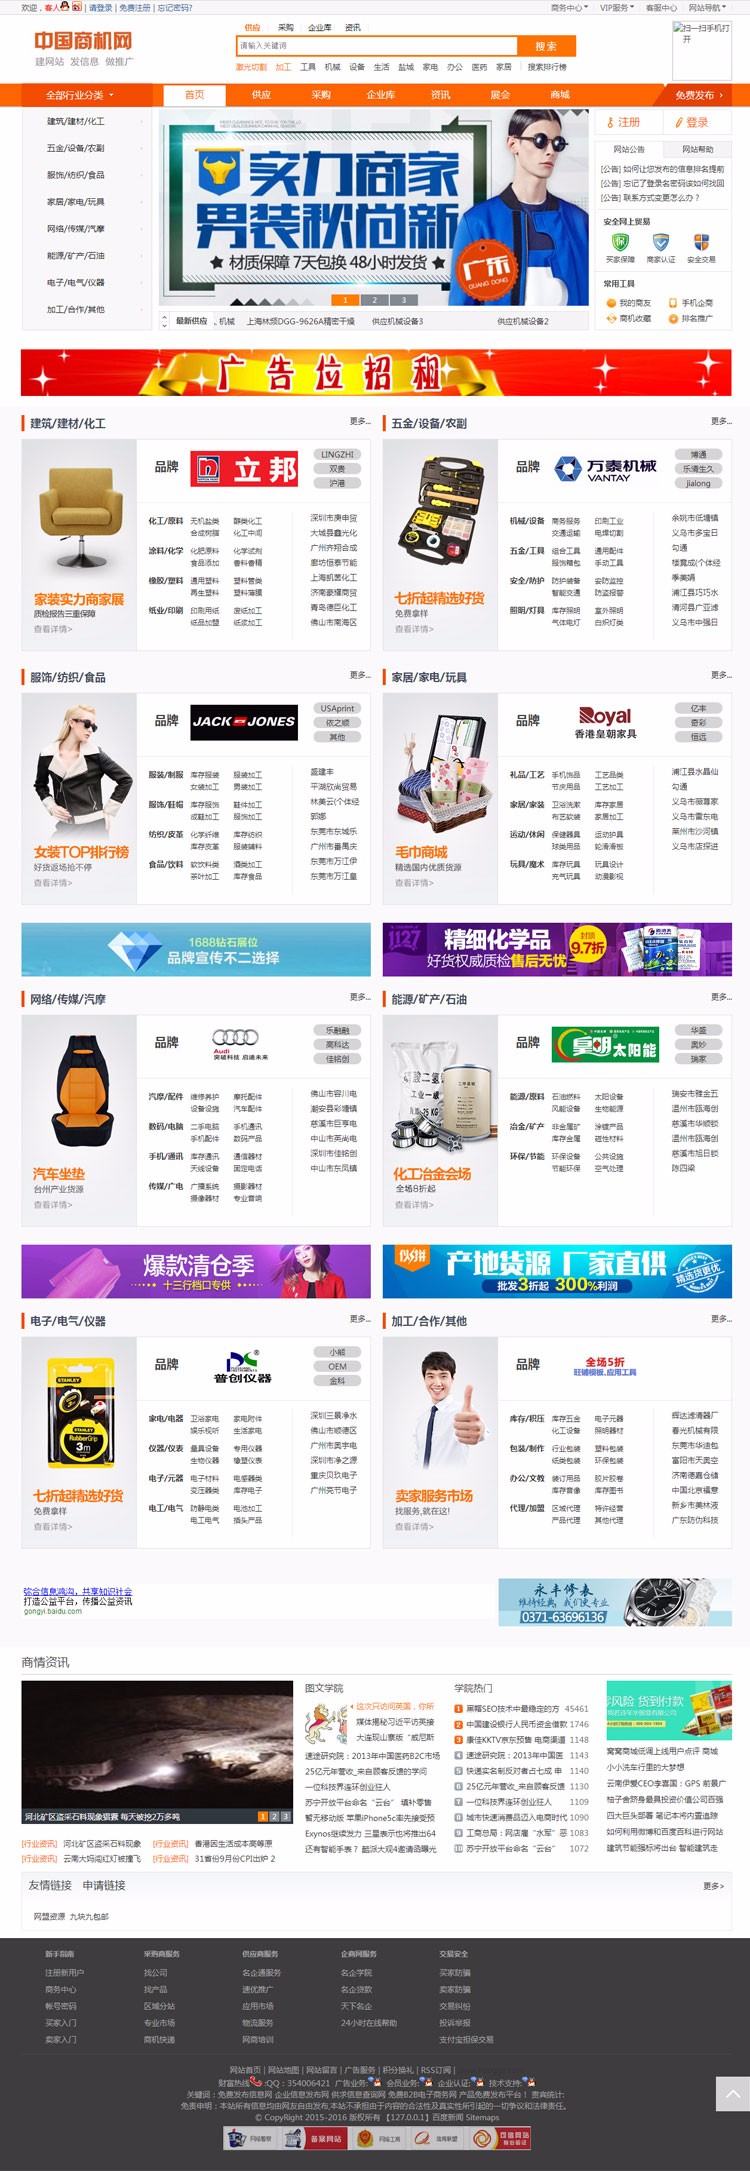 欢迎，客人 | 请登录 | 免费注册 | 忘记密码?
商务中心 VIP服务 客服中心 网站导航
中国商机网
建网站 发信息 做推广
供应 采购 企业库 资讯
请输入关键词
搜 索
激光切割 加工 工具 机械 设备 生活 盐城 家电 办公 医药 家居 搜索排行榜
扫一扫手机打开
全部行业分类
首页 供应 采购 企业库 资讯 展会 商城
免费发布
建筑/建材/化工
五金/设备/农副
服饰/纺织/食品
家居/家电/玩具
网络/传媒/汽摩
能源/矿产/石油
电子/电气/仪器
加工/合作/其他
实力商家
男装秋尚新
材质保障 7天包换 48小时发货
广东
QUANG DONG
1 2 3
最新供应 、机械 上海林频DGG-9626A精密干燥 供应机械设备3 供应机械设备2
注册 登录
网站公告 网站帮助
[公告] 如何让您发布的信息排名提前
[公告] 忘记了登录名密码该如何找回
[公告] 联系方式变更怎么办？
安全网上贸易
买家保障 商家认证 安全交易
常用工具
我的商友 手机企商
商机收藏 排名推广
广告位招租
建筑/建材/化工 更多...
品牌 立邦
LINGZHI
双贵
沪港
化工/原料 无机盐类 醇类化工
合成树脂 化工中间
涂料/化学 化肥原料 化学试剂
食品添加 香料香精
橡胶/塑料 通用塑料 塑料管类
再生塑料 塑料薄膜
纸业/印刷 印刷用纸 废纸加工
纸品加盟 纸浆加工
深圳市庚申贸
大城县鑫光化
广州齐翔合成
廊坊恒泰节能
上海机筮化工
济南豪耀商贸
青岛德巨化工
佛山市南海区
家装实力商家展
质检报告三重保障
查看详情>
五金/设备/农副 更多...
品牌 万泰机械
VANTAY
博通
乐清生久
jialong
机械/设备 商务服务 印刷工业
交通运输 电焊切割
五金/工具 组合工具 通用配件
服饰箱包 手动工具
安全/防护 防护装备 安防监控
智能交通 防盗报警
照明/灯具 库存照明 室外照明
气体电灯 白炽灯类
余姚市低塘镇
义乌市多宝日
勾通
楼竟成(个体经
季美娟
浦江县巧巧水
清河县广业滤
义乌市中强日
七折起精选好货
免费拿样
查看详情>
服饰/纺织/食品 更多...
品牌 JACK JONES
USAprint
依之顺
其他
服装/制服 库存服装 服装加工
女装加工 男装加工
服饰/鞋帽 库存服饰 鞋件加工
成鞋加工 服饰加工
纺织/皮革 化学纤维 库存纺织
库存皮革 服装辅料
食品/饮料 软饮料类 酒类加工
茶叶加工 库存食品
盛建丰
平湖欣尚贸易
林美云(个体经
郭娜
东莞市东城乐
广州市番禺庆
东莞市万江伊
东莞市万江皇
女装TOP排行榜
好货返场抢不停
查看详情>
家居/家电/玩具 更多...
品牌 Royal
香港皇朝家具
亿丰
奇彩
恒远
礼品/工艺 手机饰品 工艺品类
节庆用品 工艺加工
家居/家装 卫浴洗漱 库存家居
布艺软装 家居加工
运动/休闲 保健器具 运动护具
球类用品 轮滑滑板
玩具/魔术 库存玩具 玩具设计
充气玩具 动漫影视
浦江县水晶仙
勾通
义乌市薇尊家
义乌市雷东电
莱州市沙河镇
义乌市店探进
毛巾商城
精选国内优质货源
查看详情>
1688钻石展位
品牌宣传不二选择
1127 精细化学品
好货权威质检 售后无忧
封顶 9.7折
网络/传媒/汽摩 更多...
品牌 Audi
突破科技 启迪未来
乐融融
高科达
佳铭创
汽摩/配件 维修养护 摩托配件
设备设施 汽车配件
数码/电脑 二手电脑 手机通讯
手机配件 数码产品
手机/通讯 库存通讯 通信器材
天线设备 固定电话
传媒/广电 广播系统 摄影器材
摄像器材 专业音响
佛山市容川电
潮安县彩塘镇
慈溪市巨亨电
中山市英尚电
深圳市佳铭创
中山市东凤镇
汽车坐垫
台州产业货源
查看详情>
能源/矿产/石油 更多...
品牌 皇明太阳能
华盛
奥妙
瑞家
能源/原料 石油燃料 太阳设备
风能设备 生物能源
冶金/矿产 非金属扩 涂镀产品
库存金属 磁性材料
环保/节能 环保设备 公共设施
节能环保 空气处理
瑞安市雅金五
温州市瓯海创
慈溪市华顺锁
温州市瓯海创
慈溪市旭日锁
陈四梁
化工冶金会场
全场8折起
查看详情>
爆款清仓季
十三行档口专供
伙拼 产地货源 厂家直供
批发3折起 300%利润
精选货更优
电子/电气/仪器 更多...
品牌 普创仪器
小熊
OEM
金科
家电/电器 卫浴家电 家电附件
娱乐视听 生活家电
仪器/仪表 量具设备 专用仪器
生物仪器 橡塑仪表
电子/元器 电子材料 电感器类
变压器类 库存电子
电工/电气 防静电类 电池加工
电工电气 插头产品
深圳三晨净水
佛山市顺德区
广州市奥宇电
深圳市净之源
重庆贝玖电子
广州亮节电子
七折起精选好货
免费拿样
查看详情>
加工/合作/其他 更多...
品牌 全场5折
旺铺模板、应用工具
库存/积压 库存五金 电子元器
化工设备 照明器材
包装/制作 行业包装 塑料包装
纸类包装 环保包装
办公/文教 装订用品 胶片胶卷
库存音像 库存图书
代理/加盟 区域代理 特许经营
产品代理 其他代理
辉达滤清器厂
春光机械有限
东莞市华迪包
富阳市天奥空
济南德嘉仓储
中国北京福意
新乡市美林液
广东防伪科技
卖家服务市场
找服务,就在这!
查看详情>
弥合信息鸿沟，共享知识社会
打造公益平台，传播公益资讯
gongyi.baidu.com
永丰修表
维特经典，我们更专业
0371-63696136
商情资讯
河北矿区盗采石料现象猖獗 每天被挖2万多吨
1 2 3
[行业资讯] 河北矿区盗采石料现象 [行业资讯] 香港因生活成本高等原
[行业资讯] 云南大妈闯红灯被撞飞 [行业资讯] 31省份9月份CPI出炉 2
图文学院
这次只访问英国，你所
媒体揭秘习近平访英接
大连现山寨版“威尼斯
速途研究院：2013年中国医药B2C市场
25亿元年营收_来自顾客反馈的学问
一位科技界连环创业狂人
苏宁开放平台命名“云台” 填补零售
暂无移动版 苹果iPhone5c率先接受预
Exynos继续发力 三星表示也将推出64
还有智能手表？ 酷派大观4邀请函曝光
学院热门
1 黑帽SEO技术中最稳定的方 45461
2 中国建设银行人民币资金借款 1746
3 康佳KKTV京东预售 电商渠道 1148
4 速途研究院：2013年中国医 1143
5 快递实名制反对者占七成 干 1140
6 25亿元年营收_来自顾客反馈 1130
7 一位科技界连环创业狂人 1109
8 城市快速消费品迈入电商时代 1090
9 工商总局：网店雇“水军”恶 1083
10 苏宁开放平台命名“云台” 1072
零风险 货到付款
窝窝商城低调上线用户点评 商城
小小洗车行里的大梦想
云南伊爱CEO李嘉国：GPS 前景广
柚子舍跻身最具投资价值公司百强
四大巨头部署 笔记本将内置追踪
如何利用微博和百度百科进行网站
建筑节能强标将出台 智能建筑走
友情链接 申请链接 更多>
网盟资源 九块九包邮
新手指南 采购商服务 供应商服务 企商网服务 交易安全
注册新用户 找公司 名企通服务 名企学院 买家防骗
商务中心 找产品 速优推广 名企贷款 卖家防骗
帐号密码 区域分站 应用市场 天下名企 交易纠纷
买家入门 专业市场 物流服务 24小时在线帮助 投诉举报
卖家入门 商机快递 网商培训 支付宝担保交易
网站首页 | 网站地图 | 网站留言 | 广告服务 | 积分换礼 | RSS订阅 |
财富热线 :QQ：354006421 广告业务: 会员业务: 企业认证: 技术支持:
关键词：免费发布信息网 企业信息发布网 供求信息查询网 免费B2B电子商务网 产品免费发布平台！ 贵宾统计:
免责申明：本站所有信息均由网友自由发布,本站不承担由于内容的合法性及真实性所引起的一切争议和法律责任。
© CopyRight 2015-2016 版权所有 【127.0.0.1】百度新闻 Sitemaps
网络警察 备案网站 网络工商 诚商联盟 可信网站
身份验证